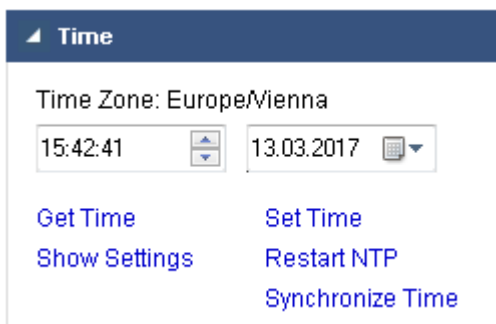 Time
Time Zone: Europe/Vienna
15:42:41 13.03.2017
Get Time Set Time
Show Settings Restart NTP
Synchronize Time